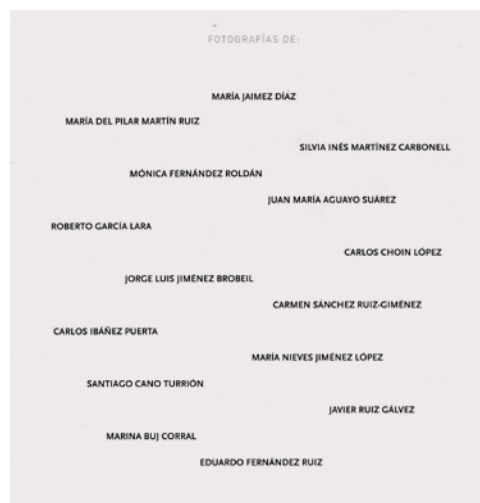 FOTOGRAFÍAS DE:
MARÍA JAIMEZ DÍAZ
MARÍA DEL PILAR MARTÍN RUIZ
SILVIA INÉS MARTÍNEZ CARBONELL
MÓNICA FERNÁNDEZ ROLDÁN
JUAN MARÍA AGUAYO SUÁREZ
ROBERTO GARCÍA LARA
CARLOS CHOIN LÓPEZ
JORGE LUIS JIMÉNEZ BROBEIL
CARMEN SÁNCHEZ RUIZ-GIMÉNEZ
CARLOS IBÁÑEZ PUERTA
MARÍA NIEVES JIMÉNEZ LÓPEZ
SANTIAGO CANO TURRIÓN
JAVIER RUIZ GÁLVEZ
MARINA BUJ CORRAL
EDUARDO FERNÁNDEZ RUIZ